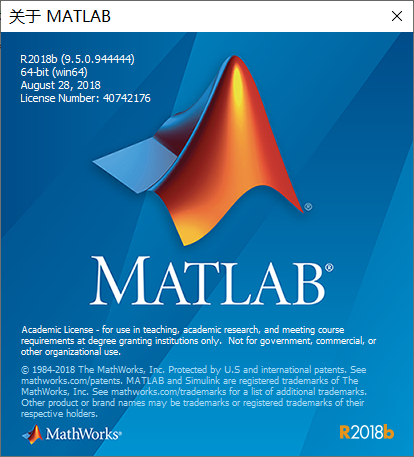 关于 MATLAB
R2018b (9.5.0.944444)
64-bit (win64)
August 28, 2018
License Number: 40742176
®
MATLAB®
Academic License - for use in teaching, academic research, and meeting course
requirements at degree granting institutions only.  Not for government, commercial, or
other organizational use.
© 1984-2018 The MathWorks, Inc. Protected by U.S and international patents. See
mathworks.com/patents. MATLAB and Simulink are registered trademarks of The
MathWorks, Inc. See mathworks.com/trademarks for a list of additional trademarks.
Other product or brand names may be trademarks or registered trademarks of their
respective holders.
MathWorks®
R2018b